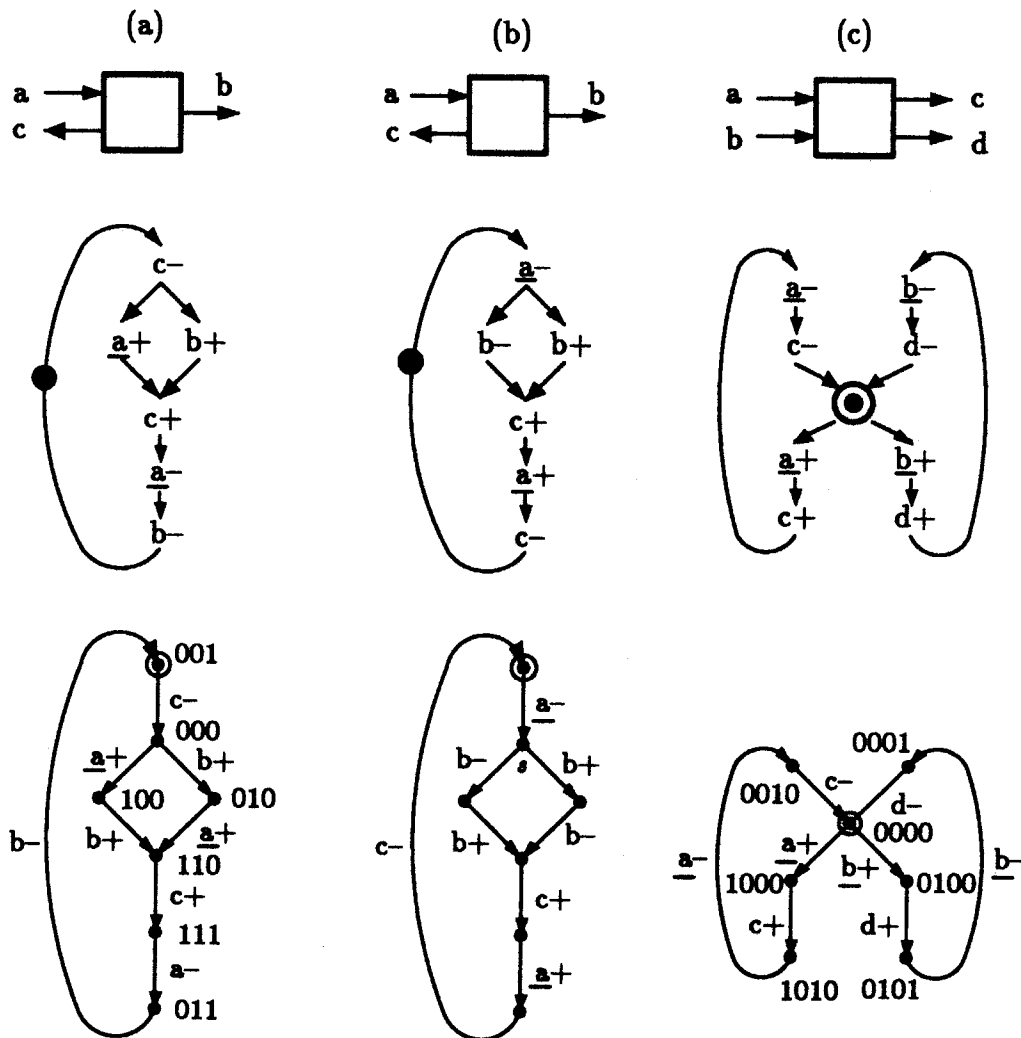 (a) (b) (c)
a b a b a c
c c b d
c− a− a− b−
a+ b+ b− b+ c− d−
c+ c+
a− a+ a+ b+
b− c− c+ d+
001
c− a−
000 0001
a+ b+ b− s b+ c− d−
100 010 0010 0000
b+ a+ b+ b− a+ b+
b− 110 c− a− 1000 0100 b−
c+ c+ c+ d+
111
a− a+ 1010 0101
011